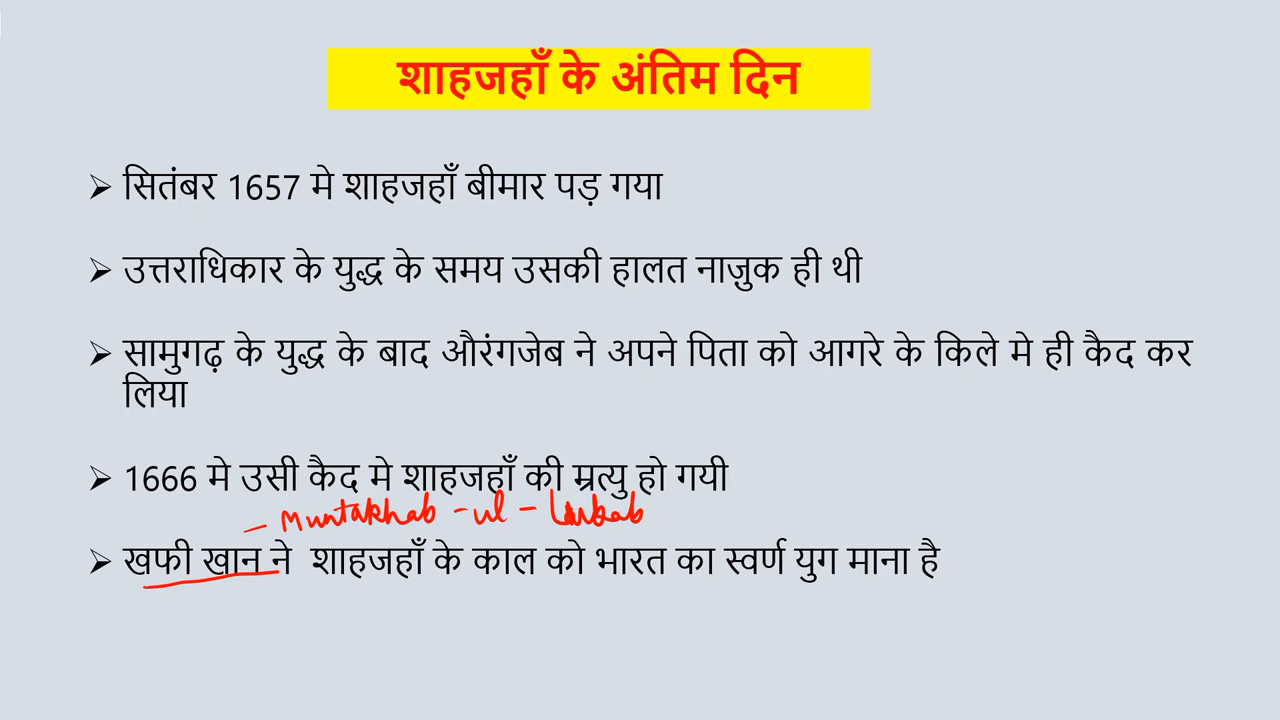 शाहजहाँ के अंतिम दिन
➢ सितंबर 1657 मे शाहजहाँ बीमार पड़ गया
➢ उत्तराधिकार के युद्ध के समय उसकी हालत नाज़ुक ही थी
➢ सामुगढ़ के युद्ध के बाद औरंगजेब ने अपने पिता को आगरे के किले मे ही कैद कर
लिया
➢ 1666 मे उसी कैद मे शाहजहाँ की म्रत्यु हो गयी
– Muntakhab - ul - Lubab
➢ खफी खान ने शाहजहाँ के काल को भारत का स्वर्ण युग माना है